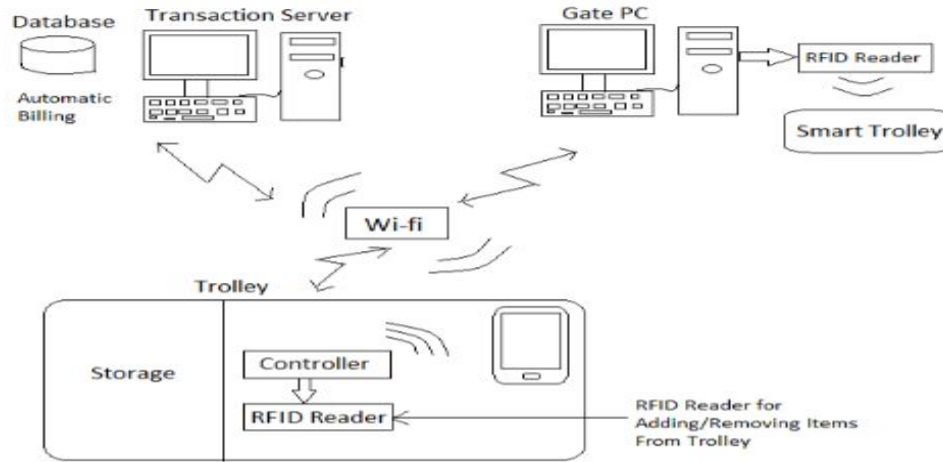 Database
Transaction Server
Gate PC
RFID Reader
Automatic
Billing
Smart Trolley
Wi-fi
Trolley
Storage
Controller
RFID Reader
RFID Reader for
Adding/Removing Items
From Trolley